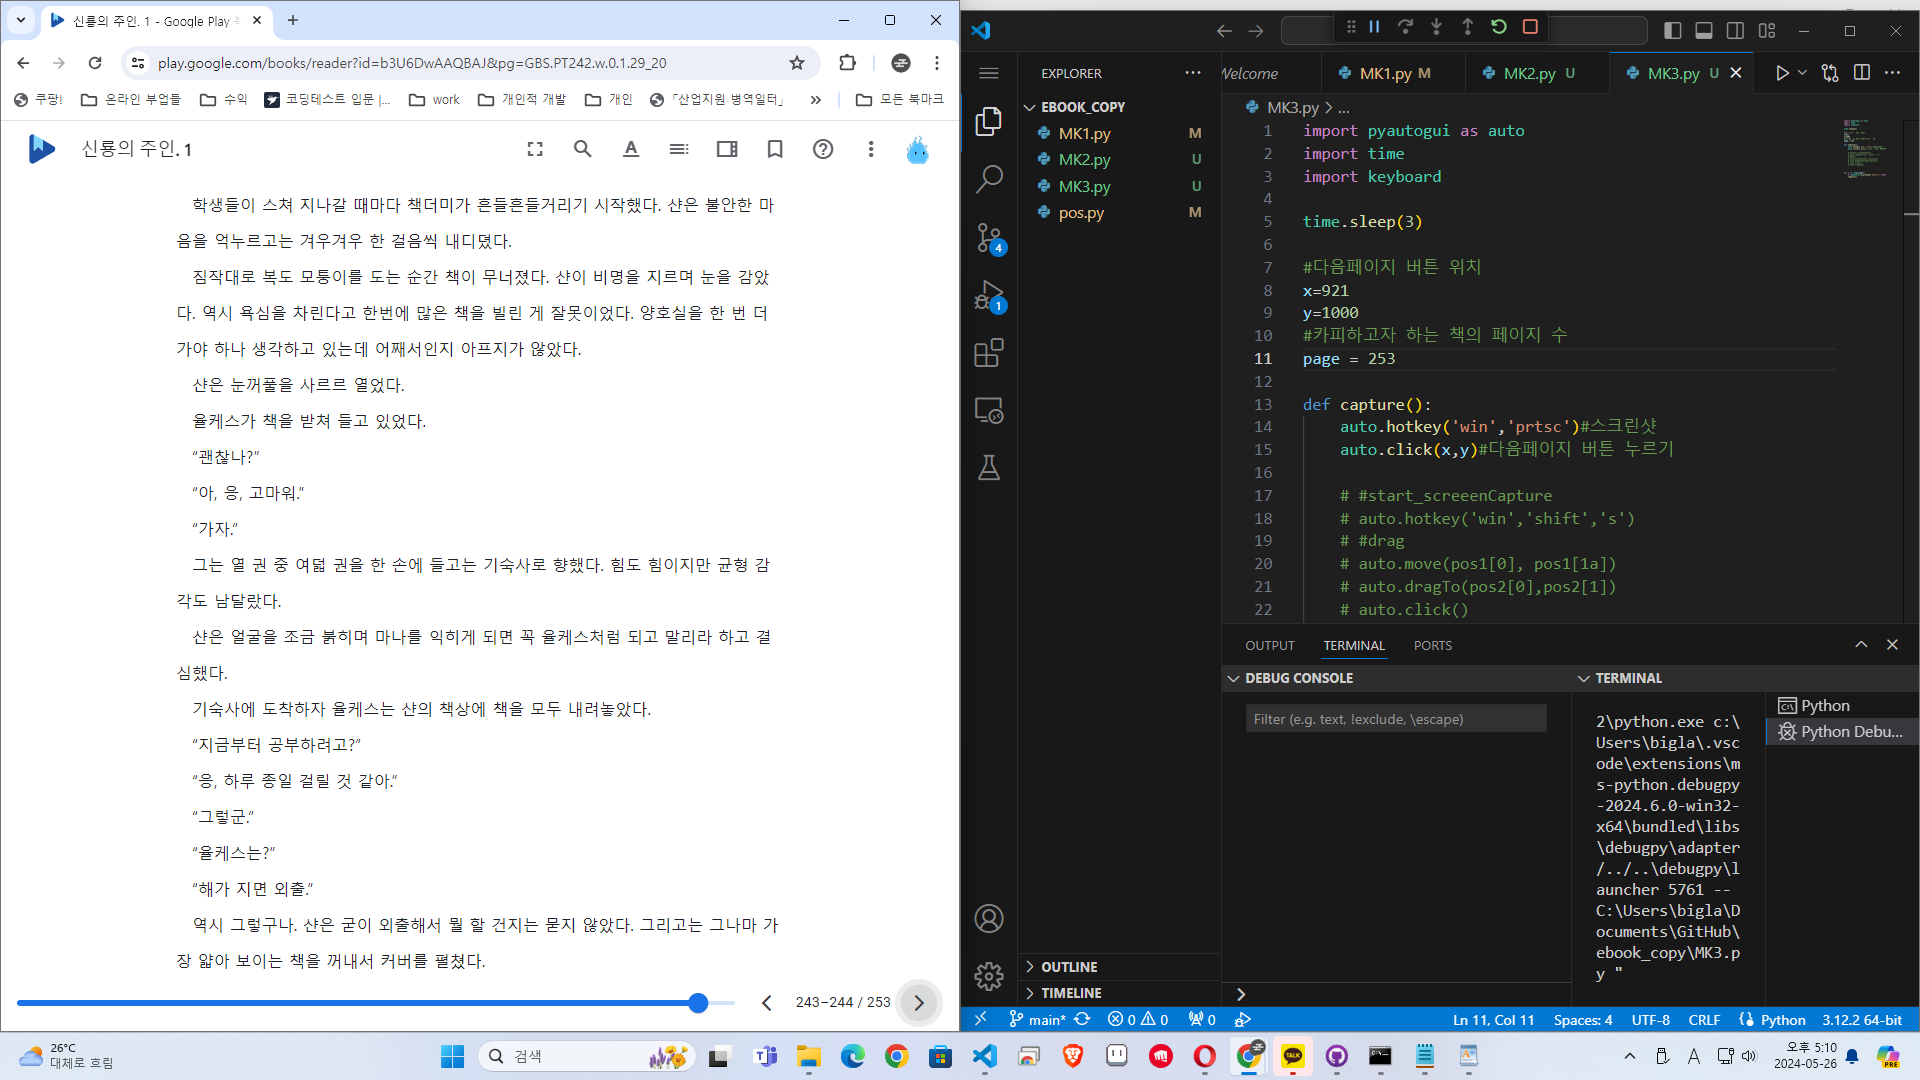 신룡의 주인. 1 - Google Play
play.google.com/books/reader?id=b3U6DwAAQBAJ&pg=GBS.PT242.w.0.1.29_20
쿠팡!
온라인 부업들
수익
코딩테스트 입문 |...
work
개인적 개발
개인
「산업지원 병역일터」
»
모든 북마크
신룡의 주인. 1
학생들이 스쳐 지나갈 때마다 책더미가 흔들흔들거리기 시작했다. 샨은 불안한 마
음을 억누르고는 겨우겨우 한 걸음씩 내디뎠다.
짐작대로 복도 모퉁이를 도는 순간 책이 무너졌다. 샨이 비명을 지르며 눈을 감았
다. 역시 욕심을 차린다고 한번에 많은 책을 빌린 게 잘못이었다. 양호실을 한 번 더
가야 하나 생각하고 있는데 어째서인지 아프지가 않았다.
샨은 눈꺼풀을 사르르 열었다.
율케스가 책을 받쳐 들고 있었다.
“괜찮나?”
“아, 응, 고마워.”
“가자.”
그는 열 권 중 여덟 권을 한 손에 들고는 기숙사로 향했다. 힘도 힘이지만 균형 감
각도 남달랐다.
샨은 얼굴을 조금 붉히며 마나를 익히게 되면 꼭 율케스처럼 되고 말리라 하고 결
심했다.
기숙사에 도착하자 율케스는 샨의 책상에 책을 모두 내려놓았다.
“지금부터 공부하려고?”
“응, 하루 종일 걸릴 것 같아.”
“그렇군.”
“율케스는?”
“해가 지면 외출.”
역시 그렇구나. 샨은 굳이 외출해서 뭘 할 건지는 묻지 않았다. 그리고는 그나마 가
장 얇아 보이는 책을 꺼내서 커버를 펼쳤다.
243–244 / 253
EXPLORER
EBOOK_COPY
MK1.py M
MK2.py U
MK3.py U
pos.py M
OUTLINE
TIMELINE
Welcome
MK1.py M
MK2.py U
MK3.py U
MK3.py > ...
1 import pyautogui as auto
2 import time
3 import keyboard
4
5 time.sleep(3)
6
7 #다음페이지 버튼 위치
8 x=921
9 y=1000
10 #카피하고자 하는 책의 페이지 수
11 page = 253
12
13 def capture():
14 auto.hotkey('win','prtsc')#스크린샷
15 auto.click(x,y)#다음페이지 버튼 누르기
16
17 # #start_screeenCapture
18 # auto.hotkey('win','shift','s')
19 # #drag
20 # auto.move(pos1[0], pos1[1a])
21 # auto.dragTo(pos2[0],pos2[1])
22 # auto.click()
4
1
OUTPUT
TERMINAL
PORTS
DEBUG CONSOLE
Filter (e.g. text, !exclude, \escape)
TERMINAL
2\python.exe c:\
Users\bigla\.vsc
ode\extensions\m
s-python.debugpy
-2024.6.0-win32-
x64\bundled\libs
\debugpy\adapter
/../..\debugpy\l
auncher 5761 --
C:\Users\bigla\D
ocuments\GitHub\
ebook_copy\MK3.p
y "
Python
Python Debu...
main*
0
0
0
Ln 11, Col 11
Spaces: 4
UTF-8
CRLF
Python
3.12.2 64-bit
26°C
대체로 흐림
검색
TALK
A
오후 5:10
2024-05-26
PRE